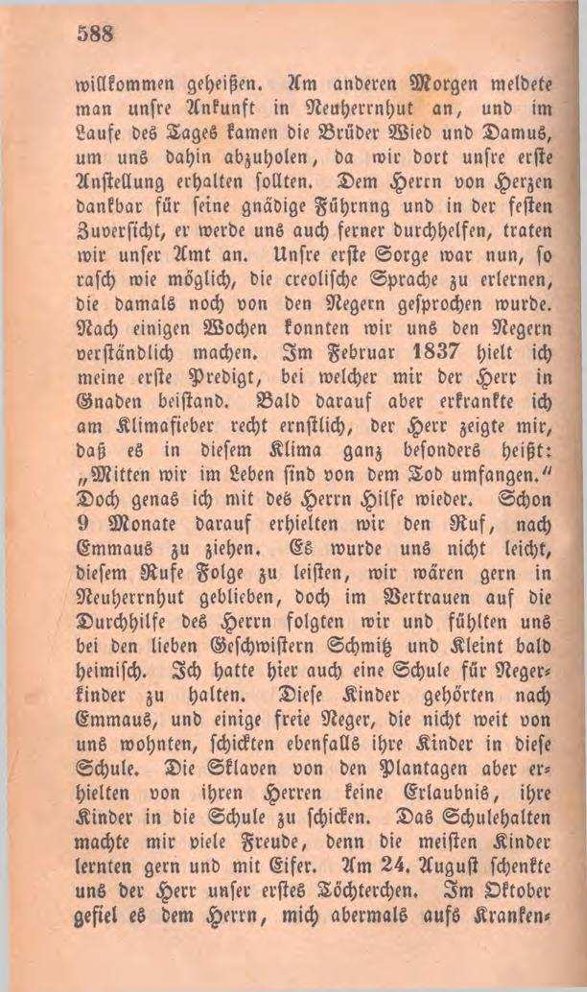 588
willkommen geheißen. Am anderen Morgen meldete
man unsre Ankunft in Neuherrnhut an, und im
Laufe des Tages kamen die Brüder Wied und Damus,
um uns dahin abzuholen, da wir dort unsre erste
Anstellung erhalten sollten. Dem Herrn von Herzen
dankbar für seine gnädige Führnng und in der festen
Zuversicht, er werde uns auch ferner durchhelfen, traten
wir unser Amt an. Unsre erste Sorge war nun, so
rasch wie möglich, die creolische Sprache zu erlernen,
die damals noch von den Negern gesprochen wurde.
Nach einigen Wochen konnten wir uns den Negern
verständlich machen. Im Februar 1837 hielt ich
meine erste Predigt, bei welcher mir der Herr in
Gnaden beistand. Bald darauf aber erkrankte ich
am Klimafieber recht ernstlich, der Herr zeigte mir,
daß es in diesem Klima ganz besonders heißt:
„Mitten wir im Leben sind von dem Tod umfangen."
Doch genas ich mit des Herrn Hilfe wieder. Schon
9 Monate darauf erhielten wir den Ruf, nach
Emmaus zu ziehen. Es wurde uns nicht leicht,
diesem Rufe Folge zu leisten, wir wären gern in
Neuherrnhut geblieben, doch im Vertrauen auf die
Durchhilfe des Herrn folgten wir und fühlten uns
bei den lieben Geschwistern Schmitz und Kleint bald
heimisch. Ich hatte hier auch eine Schule für Neger-
kinder zu halten. Diese Kinder gehörten nach
Emmaus, und einige freie Neger, die nicht weit von
uns wohnten, schickten ebenfalls ihre Kinder in diese
Schule. Die Sklaven von den Plantagen aber er-
hielten von ihren Herren keine Erlaubnis, ihre
Kinder in die Schule zu schicken. Das Schulehalten
machte mir viele Freude, denn die meisten Kinder
lernten gern und mit Eifer. Am 24. August schenkte
uns der Herr unser erstes Töchterchen. Im Oktober
gefiel es dem Herrn, mich abermals aufs Kranken-